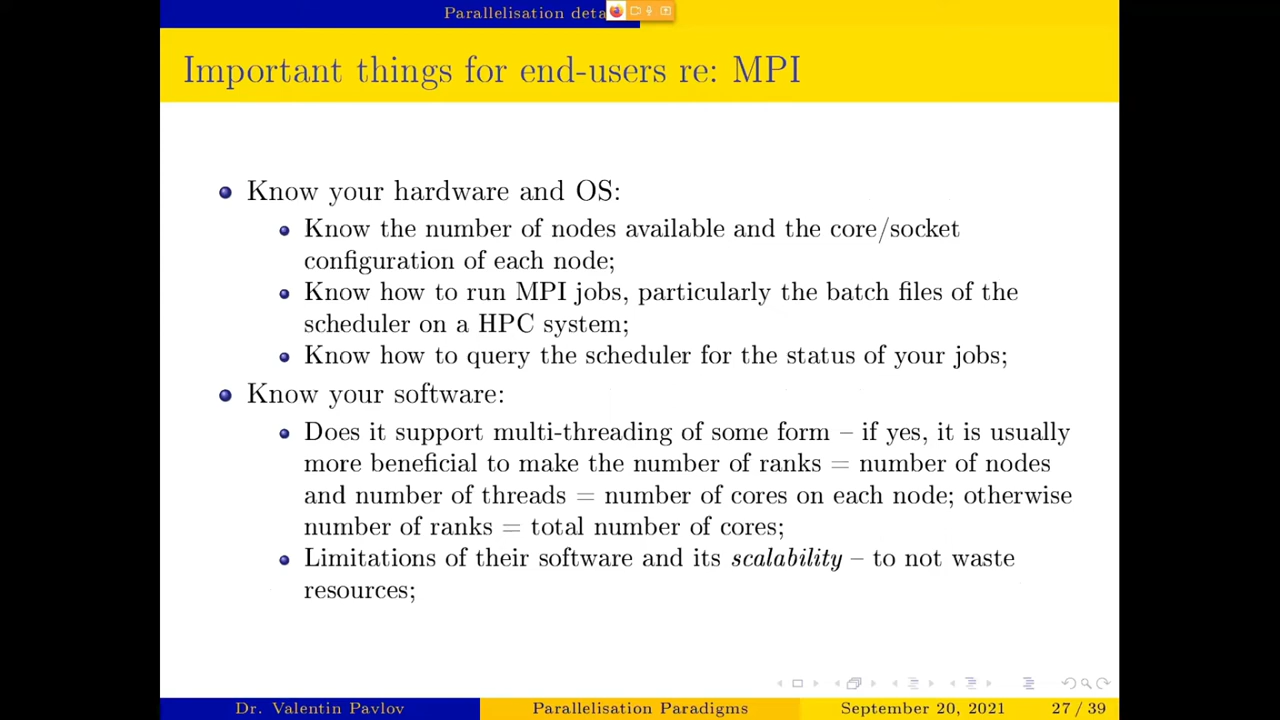 Parallelisation deta
Important things for end-users re: MPI
Know your hardware and OS:
Know the number of nodes available and the core/socket
configuration of each node;
Know how to run MPI jobs, particularly the batch files of the
scheduler on a HPC system;
Know how to query the scheduler for the status of your jobs;
Know your software:
Does it support multi-threading of some form – if yes, it is usually
more beneficial to make the number of ranks = number of nodes
and number of threads = number of cores on each node; otherwise
number of ranks = total number of cores;
Limitations of their software and its scalability – to not waste
resources;
Dr. Valentin Pavlov
Parallelisation Paradigms
September 20, 2021
27 / 39